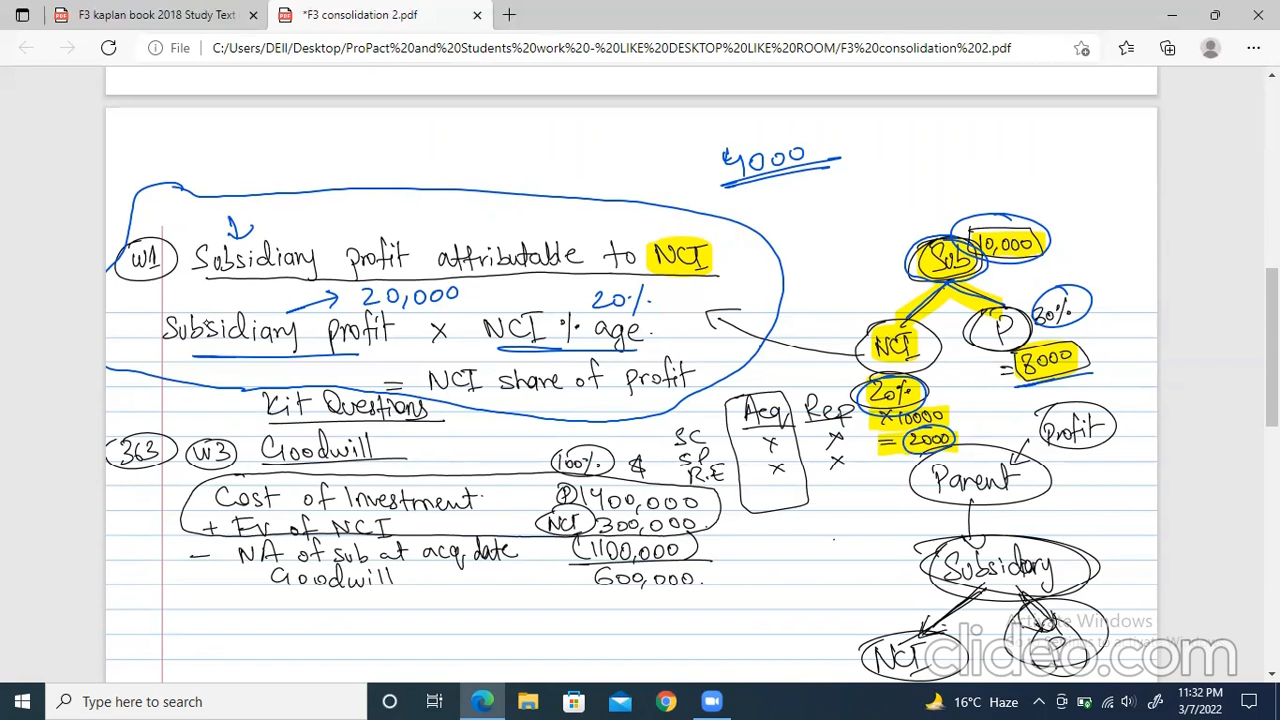 F3 kaplan book 2018 Study Text
*F3 consolidation 2.pdf
File
C:/Users/DEll/Desktop/ProPact%20and%20Students%20work%20-%20LIKE%20DESKTOP%20LIKE%20ROOM/F3%20consolidation%202.pdf
4000
W1 Subsidiary profit attributable to NCI
20,000 20%
Subsidiary profit x NCI % age.
= NCI share of profit
Sub 10,000
NCI P 80%
20% = 8000
x 10000
= 2000
Kit Questions
363 W3 Goodwill
100%
Cost of Investment P 1400,000
+ FV of NCI NCI 300,000
- NA of sub at acq. date (1100,000)
Goodwill 600,000.
Acq Rep
SC x x
SP
R.E x x
Profit
Parent
Subsidiary
NCI P
Activate Windows
clideo.com
Type here to search
16°C Haze
11:32 PM
3/7/2022